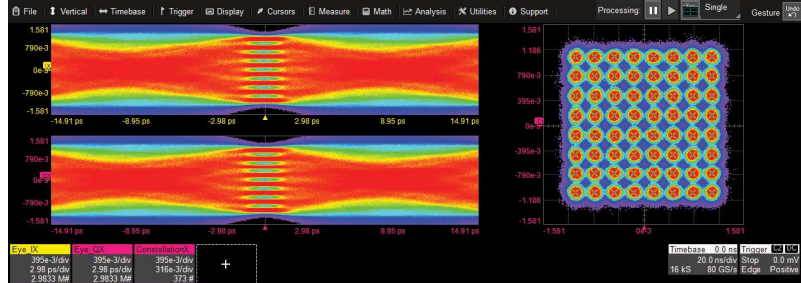 File Vertical Timebase Trigger Display Cursors Measure Math Analysis Utilities Support Processing: Single Gesture Undo
1.581
790e-3
0e-9
-790e-3
-1.581
-14.91 ps -8.95 ps -2.98 ps 2.98 ps 8.95 ps 14.91 ps
1.581
790e-3
0e-9
-790e-3
-1.581
-14.91 ps -8.95 ps -2.98 ps 2.98 ps 8.95 ps 14.91 ps
1.581
1.186
790e-3
395e-3
0e-9
-395e-3
-790e-3
-1.186
-1.581
-1.581 0e-3 1.581
Eye_IX Eye_QX ConstellationX
395e-3/div 395e-3/div 395e-3/div
2.98 ps/div 2.98 ps/div 316e-3/div
2.9833 M# 2.9833 M# 373 #
+
Timebase 0.0 ns Trigger C2 DC
20.0 ns/div Stop 0.0 mV
16 kS 80 GS/s Edge Positive